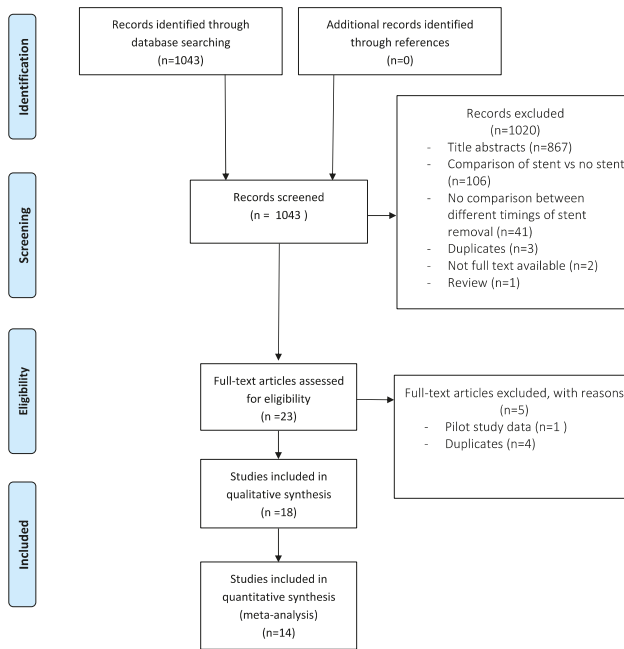 Identification
Records identified through
database searching
(n=1043)
Additional records identified
through references
(n=0)
Records excluded
(n=1020)
- Title abstracts (n=867)
- Comparison of stent vs no stent
(n=106)
- No comparison between
different timings of stent
removal (n=41)
- Duplicates (n=3)
- Not full text available (n=2)
- Review (n=1)
Screening
Records screened
(n = 1043 )
Eligibility
Full-text articles assessed
for eligibility
(n =23)
Full-text articles excluded, with reasons
(n=5)
- Pilot study data (n=1 )
- Duplicates (n=4)
Included
Studies included in
qualitative synthesis
(n =18)
Studies included in
quantitative synthesis
(meta-analysis)
(n=14)